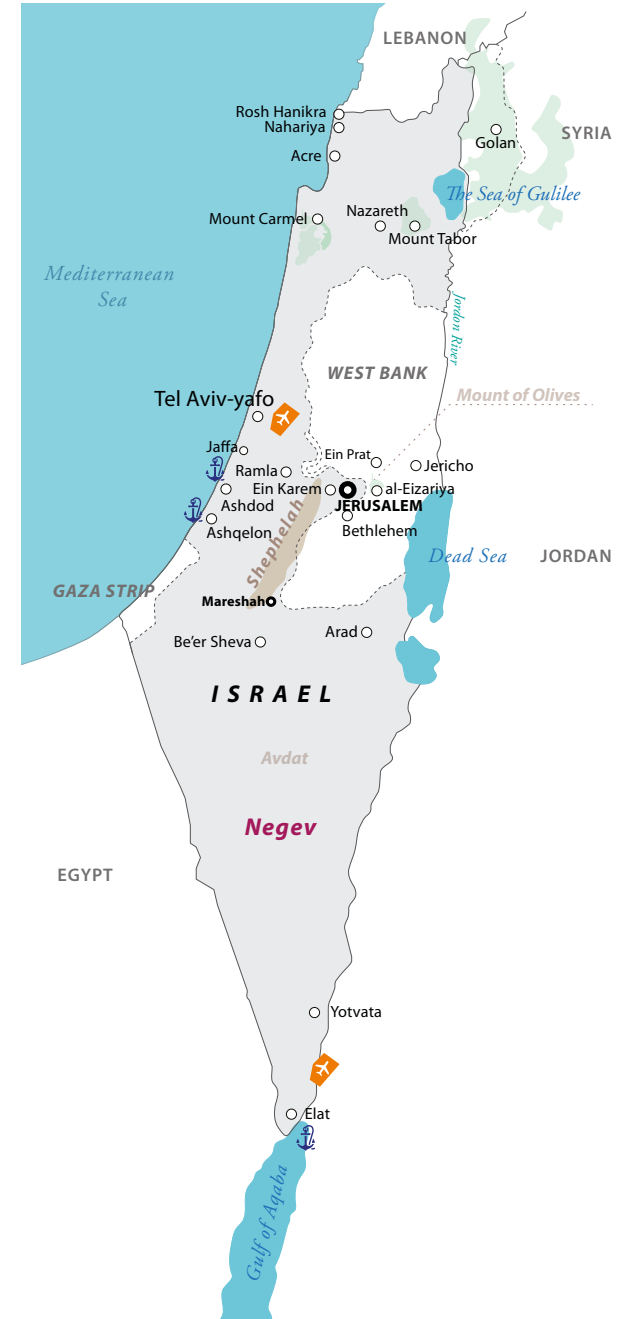 LEBANON
Rosh Hanikra
Nahariya
SYRIA
Golan
Acre
The Sea of Gulilee
Nazareth
Mount Carmel
Mount Tabor
Mediterranean
Sea
Jordon River
WEST BANK
Mount of Olives
Tel Aviv-yafo
Jaffa
Ein Prat
Jericho
Ramla
Ein Karem
al-Eizariya
Ashdod
JERUSALEM
Ashqelon
Bethlehem
Shephelah
Dead Sea
JORDAN
GAZA STRIP
Mareshah
Be'er Sheva
Arad
ISRAEL
Avdat
Negev
EGYPT
Yotvata
Elat
Gulf of Aqaba